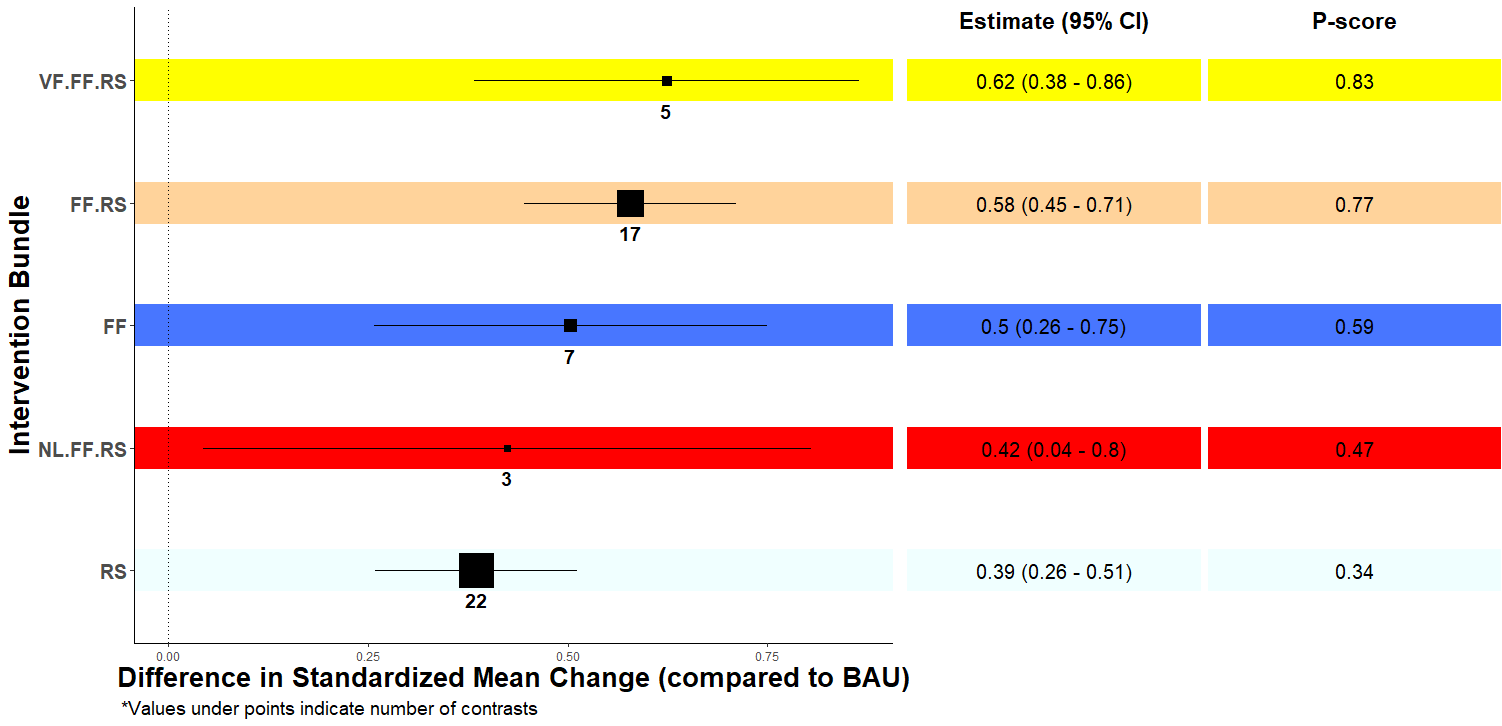 Estimate (95% CI) P-score
VF.FF.RS 0.62 (0.38 - 0.86) 0.83
5
FF.RS 0.58 (0.45 - 0.71) 0.77
17
Intervention Bundle
FF 0.5 (0.26 - 0.75) 0.59
7
NL.FF.RS 0.42 (0.04 - 0.8) 0.47
3
RS 0.39 (0.26 - 0.51) 0.34
22
0.00 0.25 0.50 0.75
Difference in Standardized Mean Change (compared to BAU)
*Values under points indicate number of contrasts